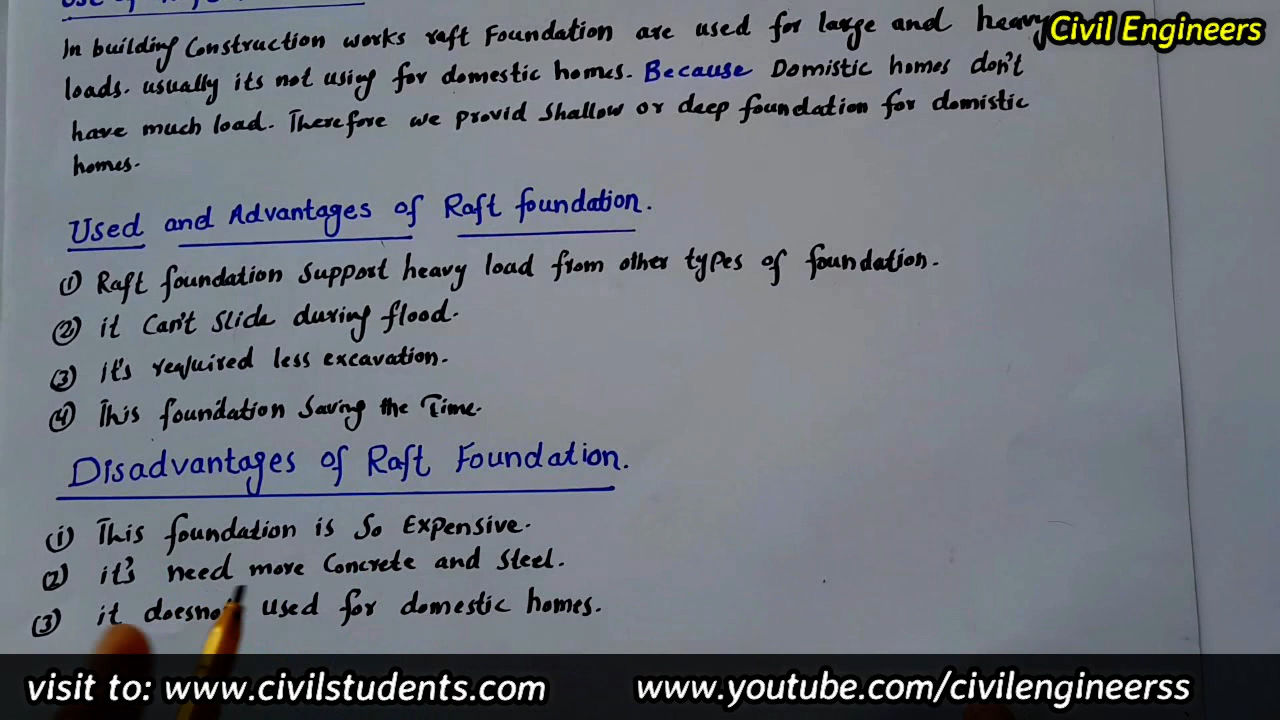 In building Construction works raft Foundation are used for large and heavy
Civil Engineers
loads. usually its not using for domestic homes. Because Domistic homes don't
have much load. Therefore we provid Shallow or deep foundation for domistic
homes.
Used and Advantages of Raft foundation.
(1) Raft foundation support heavy load from other types of foundation.
(2) it Can't Slide during flood.
(3) it's required less excavation.
(4) This foundation Saving the Time.
Disadvantages of Raft Foundation.
(1) This foundation is So Expensive.
(2) it's need more Concrete and Steel.
(3) it used for domestic homes.
visit to: www.civilstudents.com www.youtube.com/civilengineerss